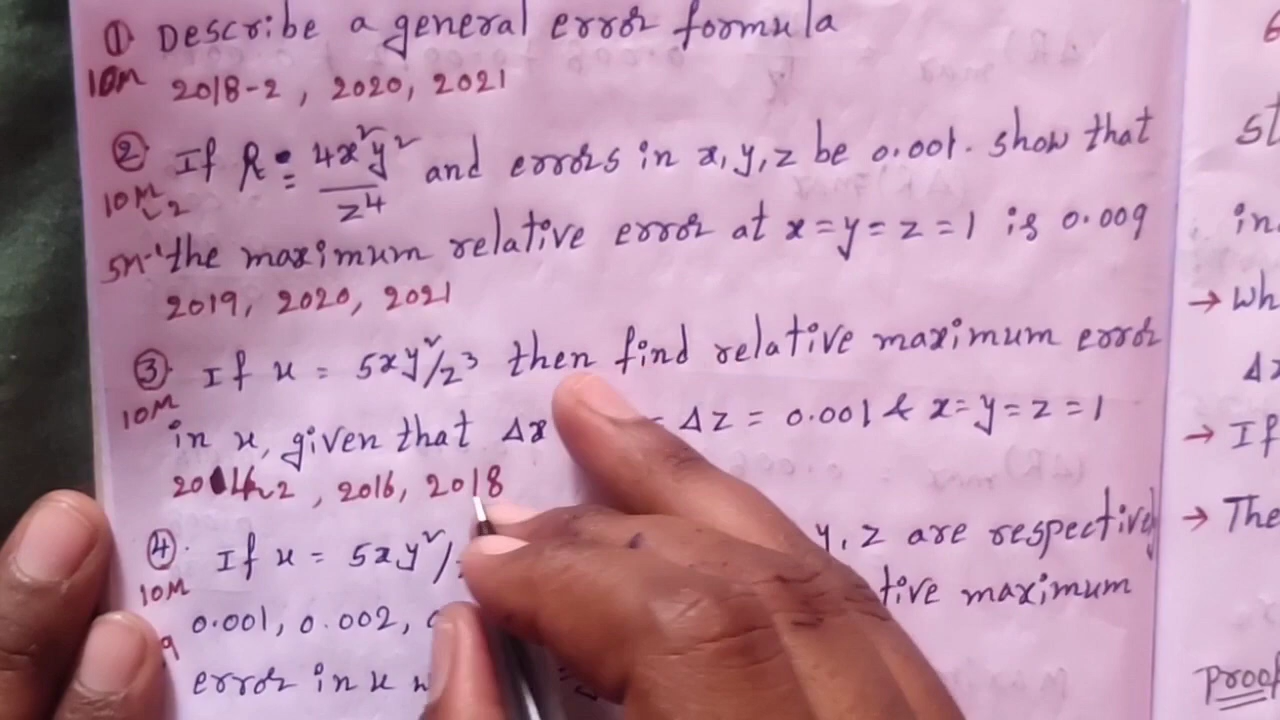 ① Describe a general error formula
10M 2018-2, 2020, 2021
② If R = 4x²y²/z⁴ and errors in x, y, z be 0.001. show that
10M-2
5M-1 the maximum relative error at x=y=z=1 is 0.009
2019, 2020, 2021
③ If u = 5xy²/z³ then find relative maximum error
10M in u, given that Δx = Δz = 0.001 & x=y=z=1
2, 2016, 2018
④ If u = 5xy²/ y, z are respectively
10M 0.001, 0.002, tive maximum
error in u
6
st
in
→ Wh
Δ
→ If
→ The
Proof